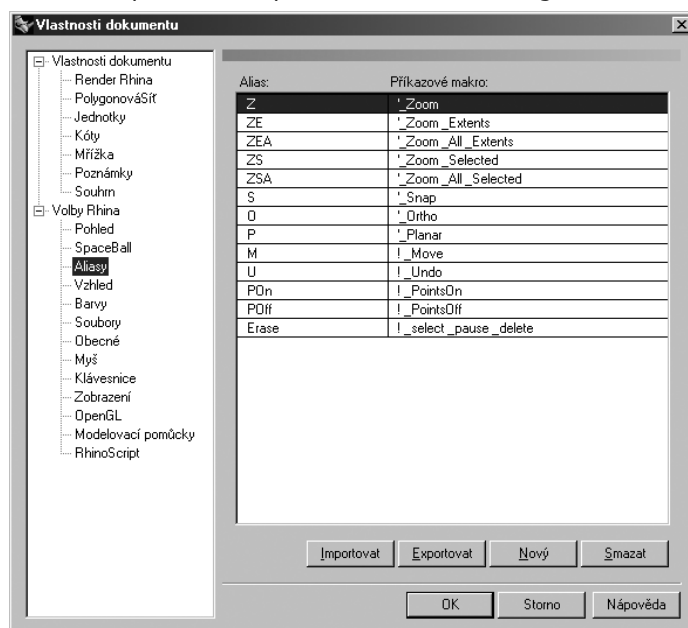 Vlastnosti dokumentu
Vlastnosti dokumentu
Render Rhina
PolygonováSíť
Jednotky
Kóty
Mřížka
Poznámky
Souhrn
Volby Rhina
Pohled
SpaceBall
Aliasy
Vzhled
Barvy
Soubory
Obecné
Myš
Klávesnice
Zobrazení
OpenGL
Modelovací pomůcky
RhinoScript
Alias: Příkazové makro:
Z '_Zoom
ZE '_Zoom _Extents
ZEA '_Zoom _All _Extents
ZS '_Zoom _Selected
ZSA '_Zoom _All _Selected
S '_Snap
O '_Ortho
P '_Planar
M ! _Move
U ! _Undo
POn ! _PointsOn
POff ! _PointsOff
Erase ! _select _pause _delete
Importovat Exportovat Nový Smazat
OK Storno Nápověda